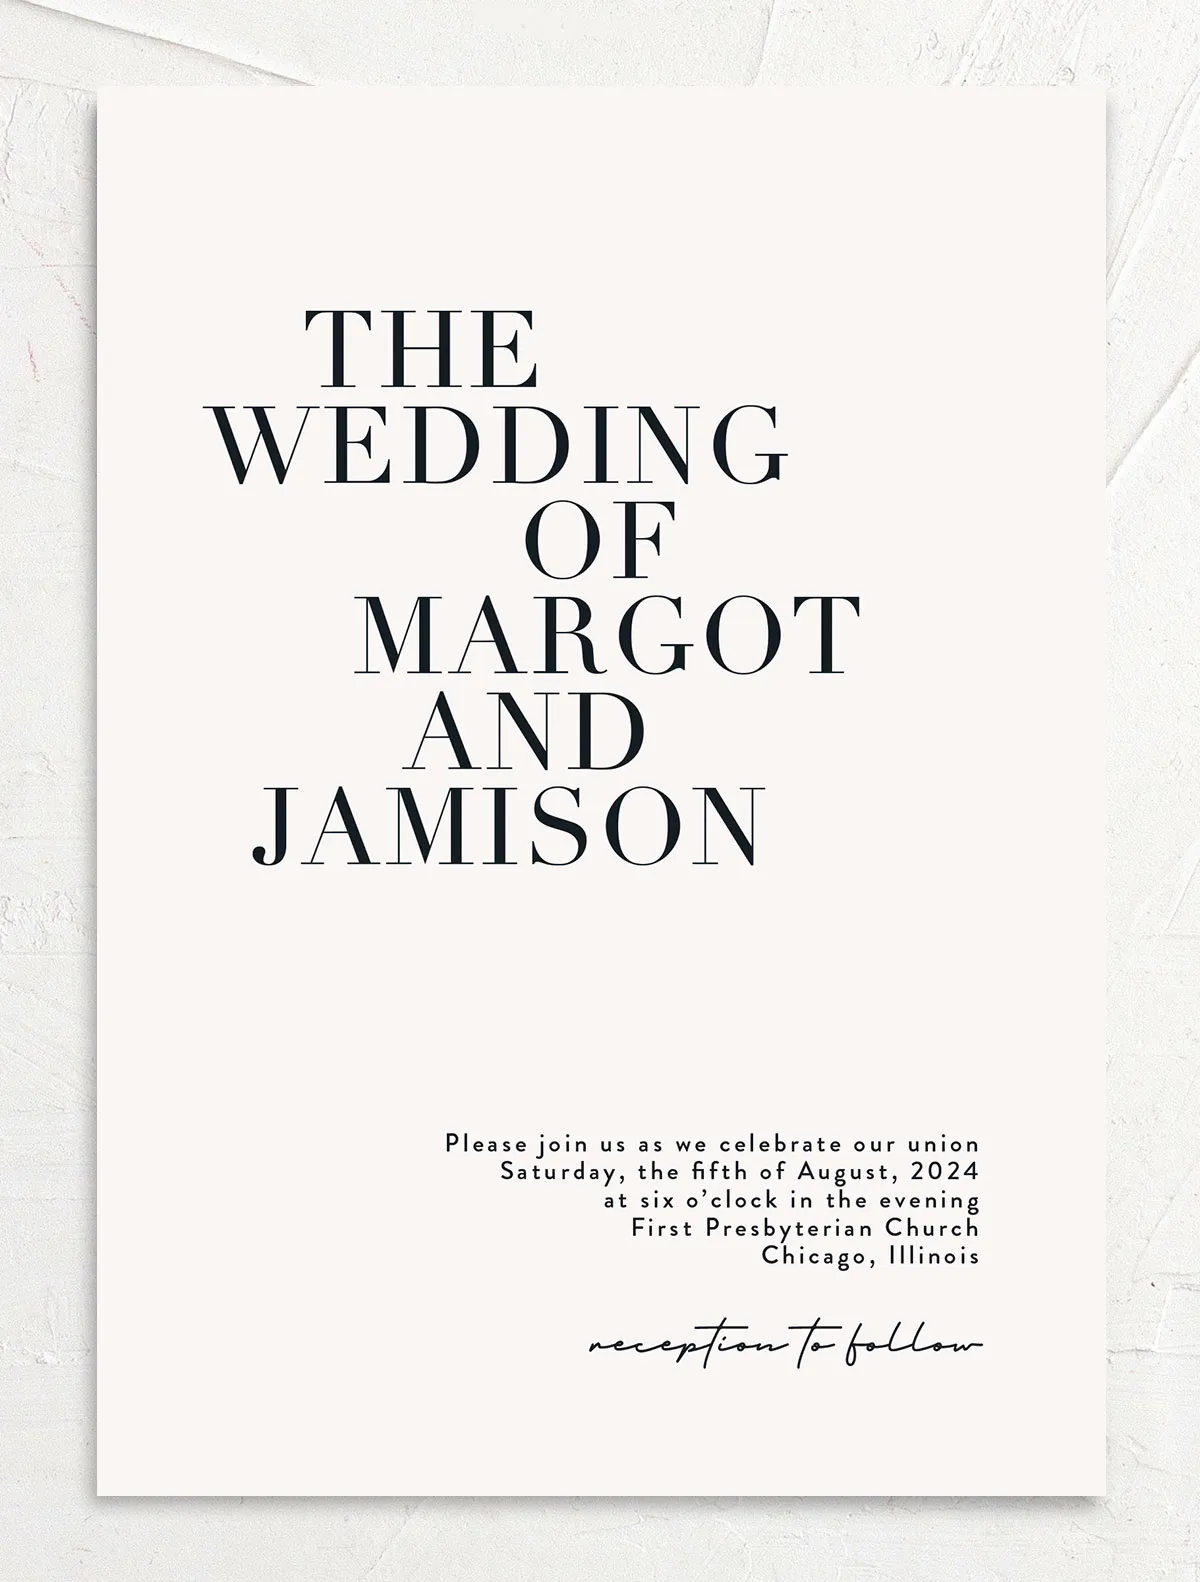 THE
WEDDING
OF
MARGOT
AND
JAMISON
Please join us as we celebrate our union
Saturday, the fifth of August, 2024
at six o’clock in the evening
First Presbyterian Church
Chicago, Illinois
reception to follow